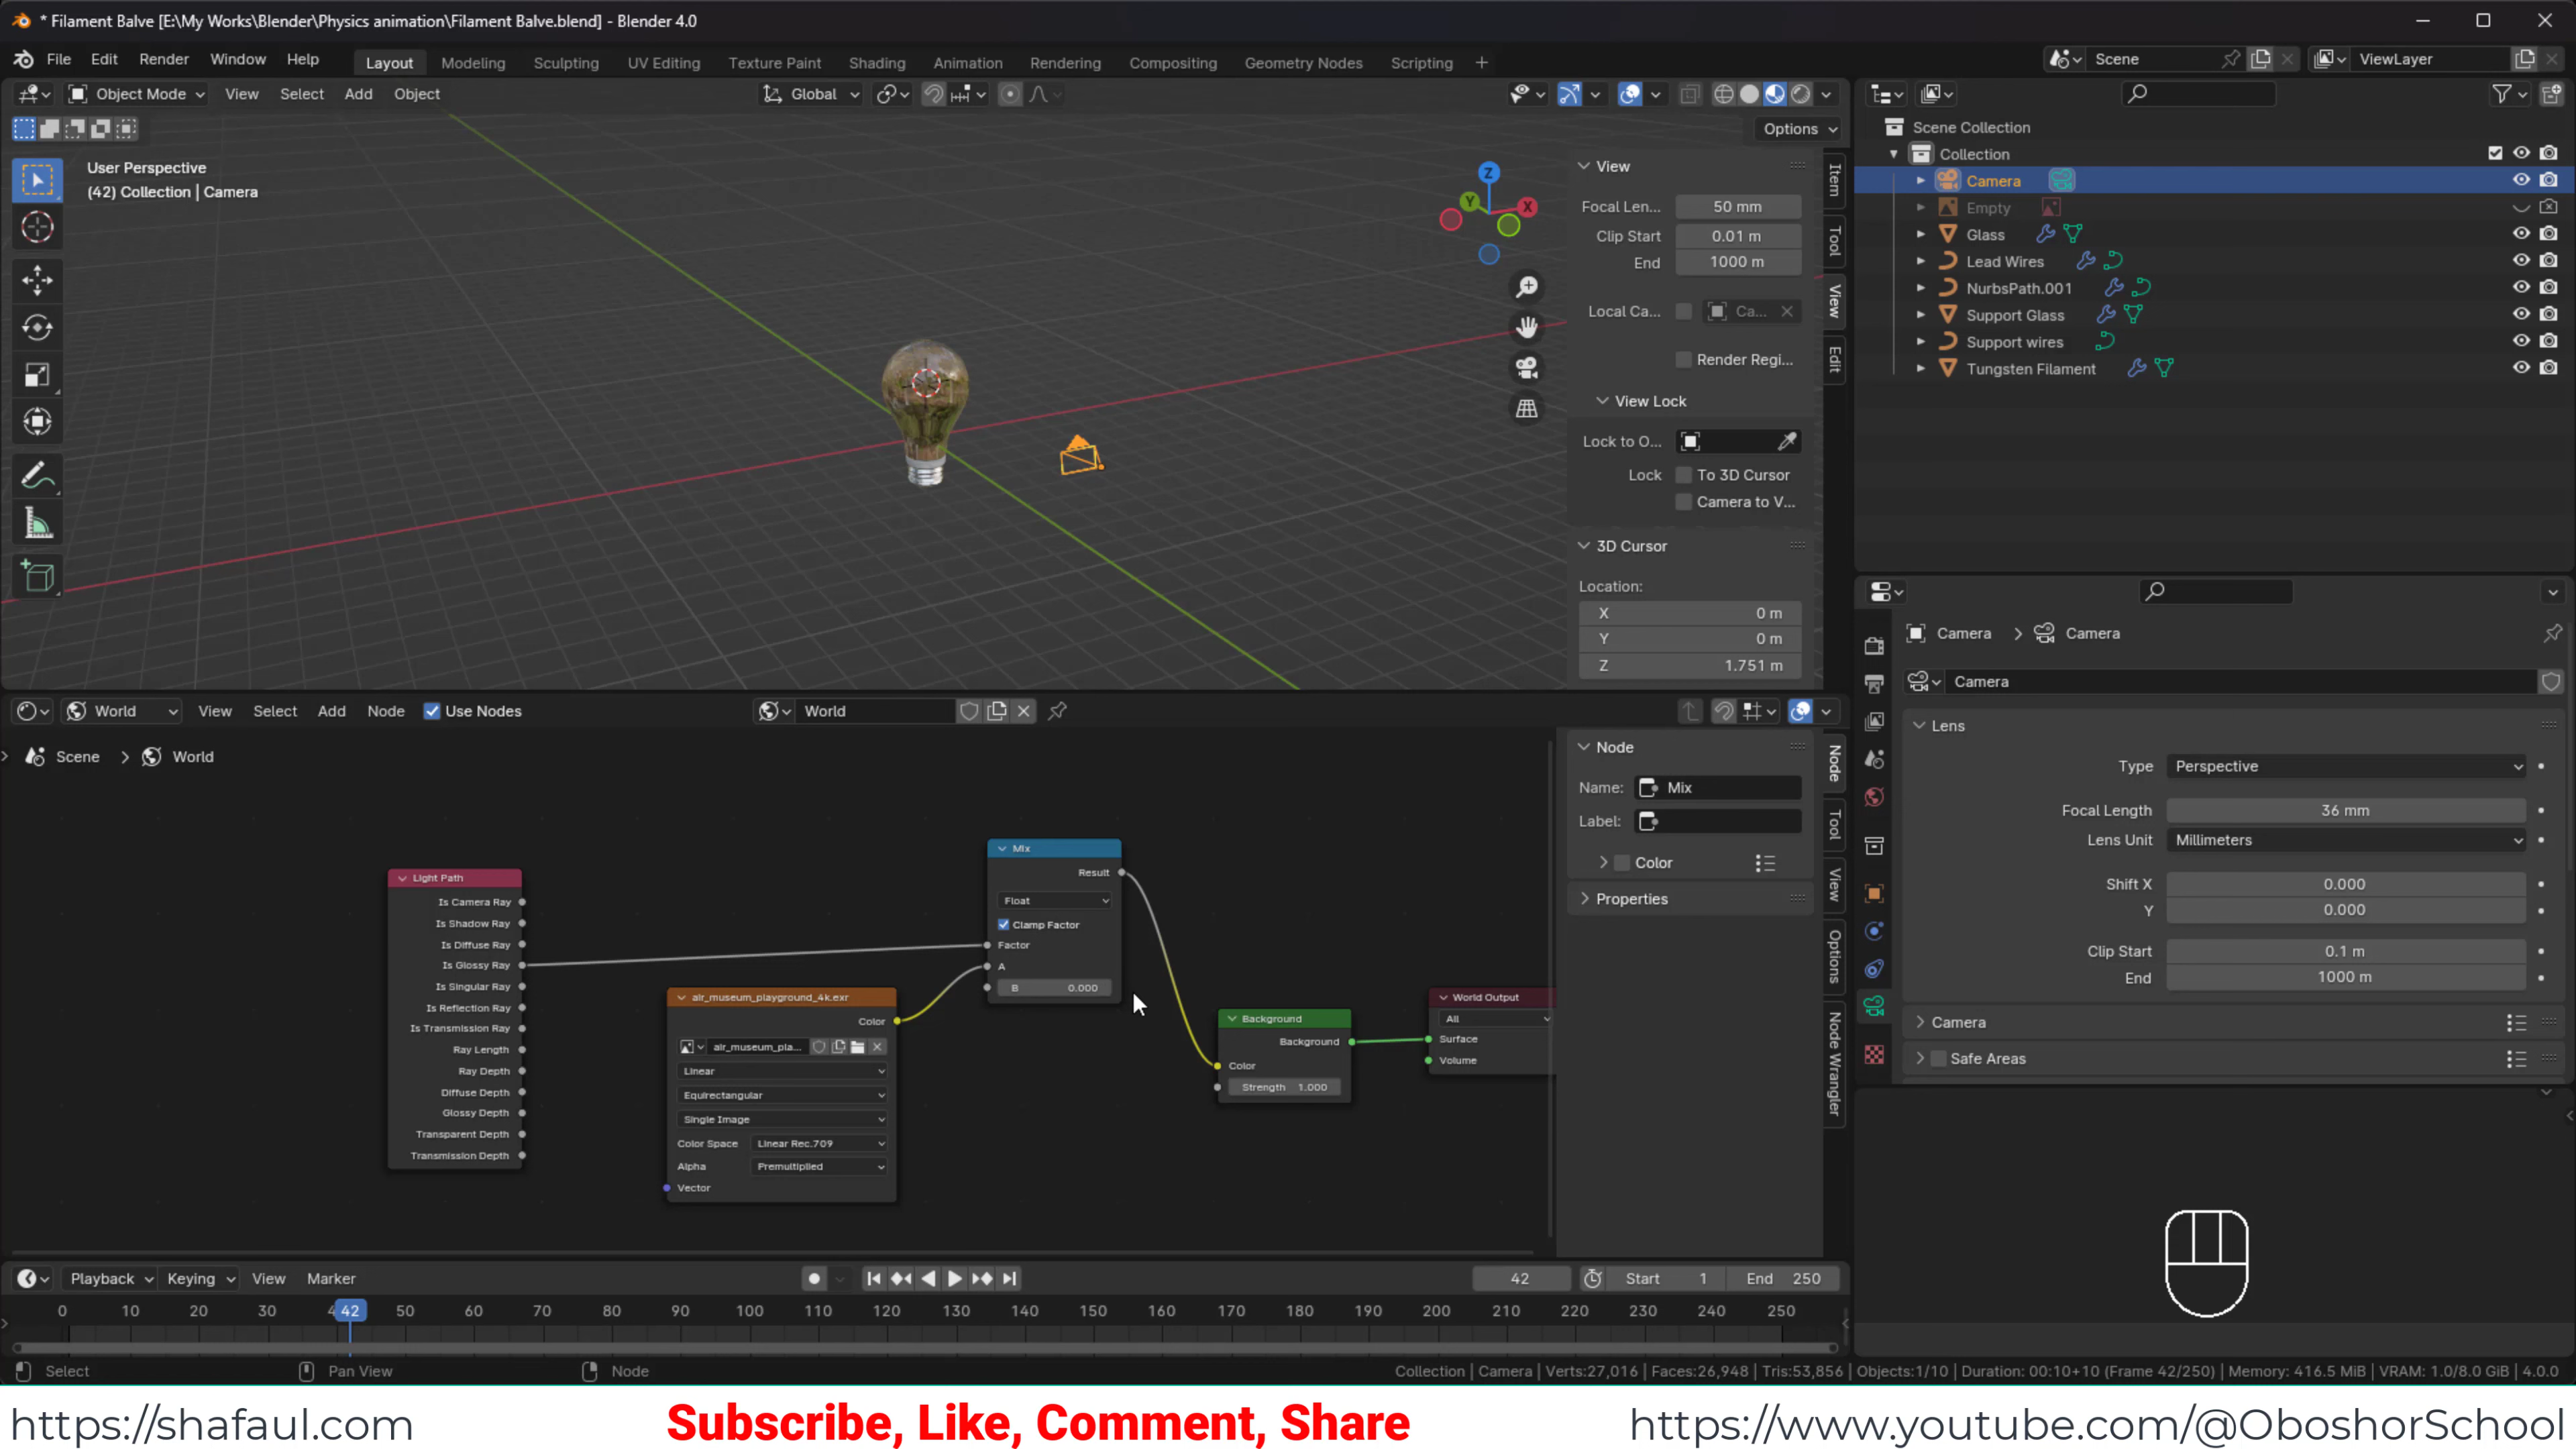 * Filament Balve [E:\My Works\Blender\Physics animation\Filament Balve.blend] - Blender 4.0
File Edit Render Window Help Layout Modeling Sculpting UV Editing Texture Paint Shading Animation Rendering Compositing Geometry Nodes Scripting + Scene ViewLayer
Object Mode View Select Add Object Global
Options
User Perspective
(42) Collection | Camera
Z
Y
X
View
Focal Len... 50 mm
Clip Start 0.01 m
End 1000 m
Local Ca... Ca...
Render Regi...
View Lock
Lock to O...
Lock To 3D Cursor
Camera to V...
3D Cursor
Location:
X 0 m
Y 0 m
Z 1.751 m
Item
Tool
View
Edit
Scene Collection
Collection
Camera
Empty
Glass
Lead Wires
NurbsPath.001
Support Glass
Support wires
Tungsten Filament
Camera > Camera
Camera
Lens
Type Perspective
Focal Length 36 mm
Lens Unit Millimeters
Shift X 0.000
Y 0.000
Clip Start 0.1 m
End 1000 m
Camera
Safe Areas
World View Select Add Node Use Nodes World
Scene > World
Light Path
Is Camera Ray
Is Shadow Ray
Is Diffuse Ray
Is Glossy Ray
Is Singular Ray
Is Reflection Ray
Is Transmission Ray
Ray Length
Ray Depth
Diffuse Depth
Glossy Depth
Transparent Depth
Transmission Depth
air_museum_playground_4k.exr
Color
air_museum_pla...
Linear
Equirectangular
Single Image
Color Space Linear Rec.709
Alpha Premultiplied
Vector
Mix
Result
Float
Clamp Factor
Factor
A
B 0.000
Background
Background
Color
Strength 1.000
World Output
All
Surface
Volume
Node
Name: Mix
Label:
Color
Properties
Node
Tool
View
Options
Node Wrangler
Playback Keying View Marker 42 Start 1 End 250
0 10 20 30 4 42 50 60 70 80 90 100 110 120 130 140 150 160 170 180 190 200 210 220 230 240 250
Select Pan View Node Collection | Camera | Verts:27,016 | Faces:26,948 | Tris:53,856 | Objects:1/10 | Duration: 00:10+10 (Frame 42/250) | Memory: 416.5 MiB | VRAM: 1.0/8.0 GiB | 4.0.0
https://shafaul.com Subscribe, Like, Comment, Share https://www.youtube.com/@OboshorSchool